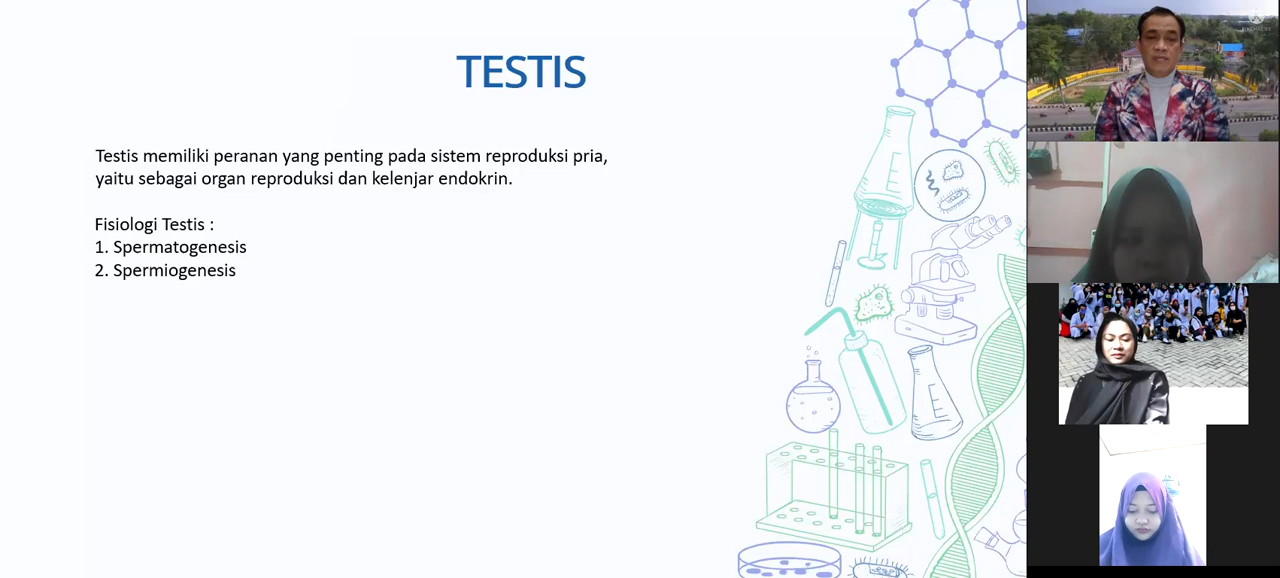 TESTIS
Testis memiliki peranan yang penting pada sistem reproduksi pria,
yaitu sebagai organ reproduksi dan kelenjar endokrin.
Fisiologi Testis :
1. Spermatogenesis
2. Spermiogenesis